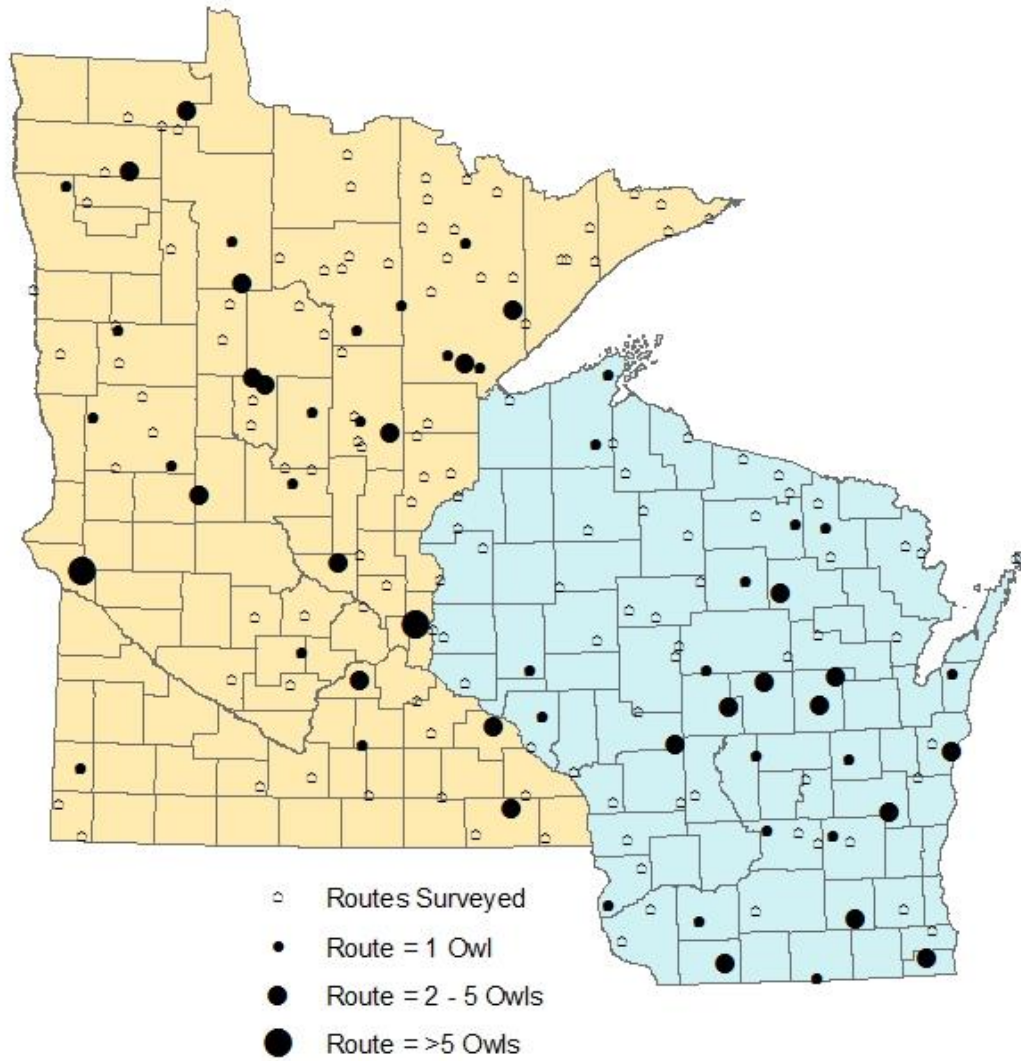 Routes Surveyed
Route = 1 Owl
Route = 2 - 5 Owls
Route = >5 Owls